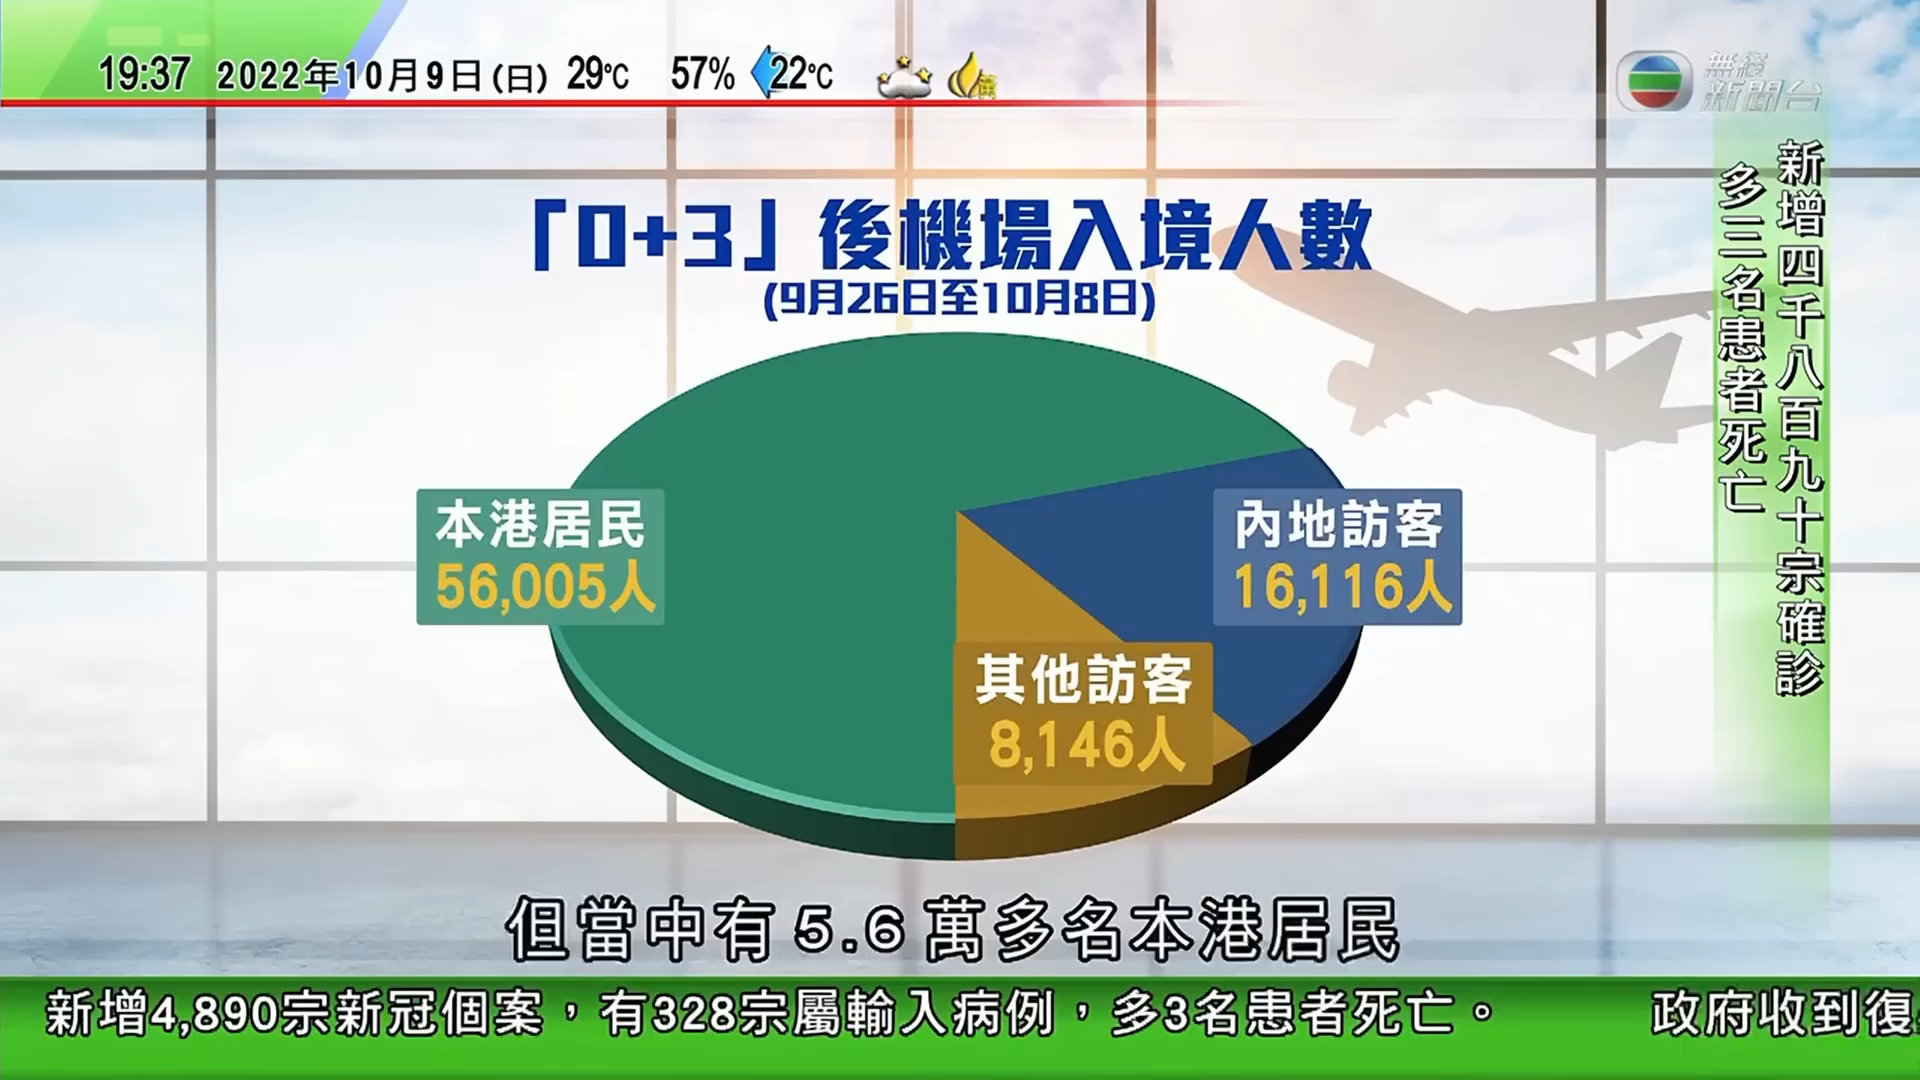 19:37 2022年10月9日(日) 29℃ 57% 22℃
黃
無綫
新聞台
「0+3」後機場入境人數
(9月26日至10月8日)
本港居民
56,005人
內地訪客
16,116人
其他訪客
8,146人
新增四千八百九十宗確診
多三名患者死亡
但當中有5.6萬多名本港居民
新增4,890宗新冠個案，有328宗屬輸入病例，多3名患者死亡。 政府收到復